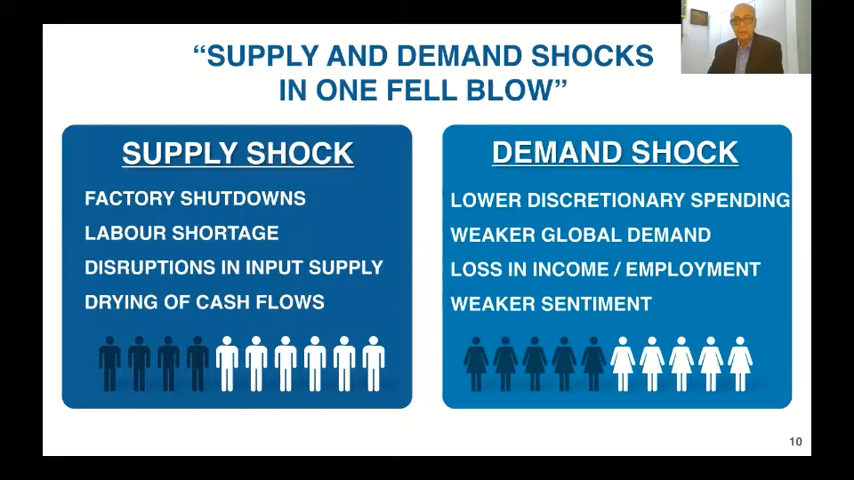 “SUPPLY AND DEMAND SHOCKS
IN ONE FELL BLOW”
SUPPLY SHOCK
FACTORY SHUTDOWNS
LABOUR SHORTAGE
DISRUPTIONS IN INPUT SUPPLY
DRYING OF CASH FLOWS
DEMAND SHOCK
LOWER DISCRETIONARY SPENDING
WEAKER GLOBAL DEMAND
LOSS IN INCOME / EMPLOYMENT
WEAKER SENTIMENT
10